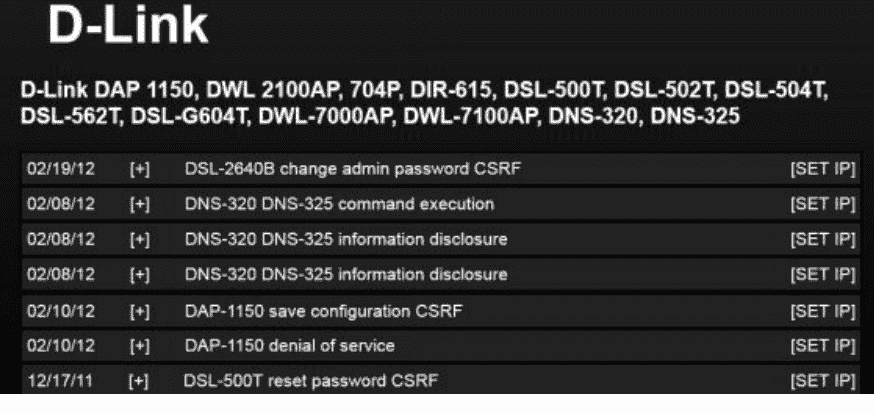 D-Link
D-Link DAP 1150, DWL 2100AP, 704P, DIR-615, DSL-500T, DSL-502T, DSL-504T,
DSL-562T, DSL-G604T, DWL-7000AP, DWL-7100AP, DNS-320, DNS-325
02/19/12 [+] DSL-2640B change admin password CSRF [SET IP]
02/08/12 [+] DNS-320 DNS-325 command execution [SET IP]
02/08/12 [+] DNS-320 DNS-325 information disclosure [SET IP]
02/08/12 [+] DNS-320 DNS-325 information disclosure [SET IP]
02/10/12 [+] DAP-1150 save configuration CSRF [SET IP]
02/10/12 [+] DAP-1150 denial of service [SET IP]
12/17/11 [+] DSL-500T reset password CSRF [SET IP]